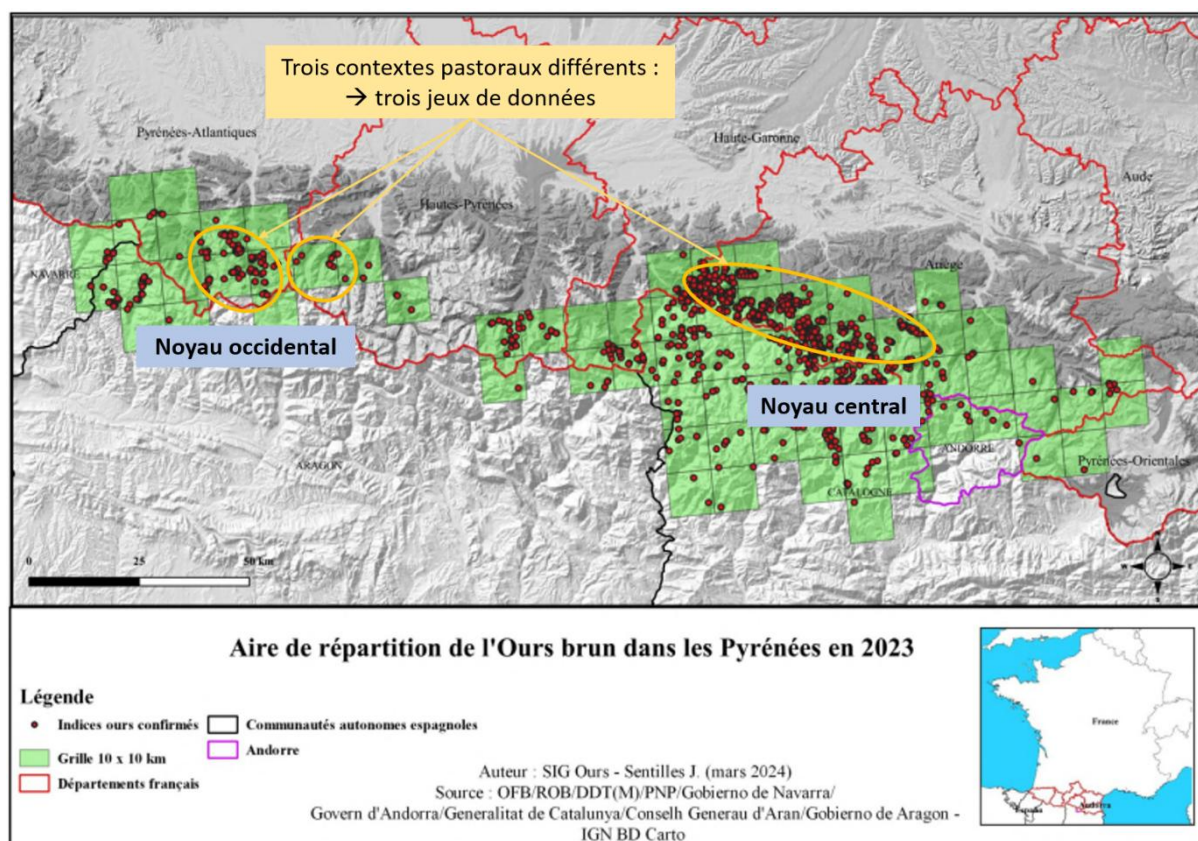 Trois contextes pastoraux différents :
→ trois jeux de données
Pyrénées-Atlantiques
Haute-Garonne
Aude
Hautes-Pyrénées
NAVARRE
Ariège
Noyau occidental
Noyau central
ARAGON
ANDORRE
Pyrénées-Orientales
CATALOGNE
0 25 50 km
N
W E
S
Aire de répartition de l'Ours brun dans les Pyrénées en 2023
Légende
Indices ours confirmés
Communautés autonomes espagnoles
Grille 10 x 10 km
Andorre
Départements français
Auteur : SIG Ours - Sentilles J. (mars 2024)
Source : OFB/ROB/DDT(M)/PNP/Gobierno de Navarra/
Govern d'Andorra/Generalitat de Catalunya/Conselh Generau d'Aran/Gobierno de Aragon -
IGN BD Carto
France
España
Andorra